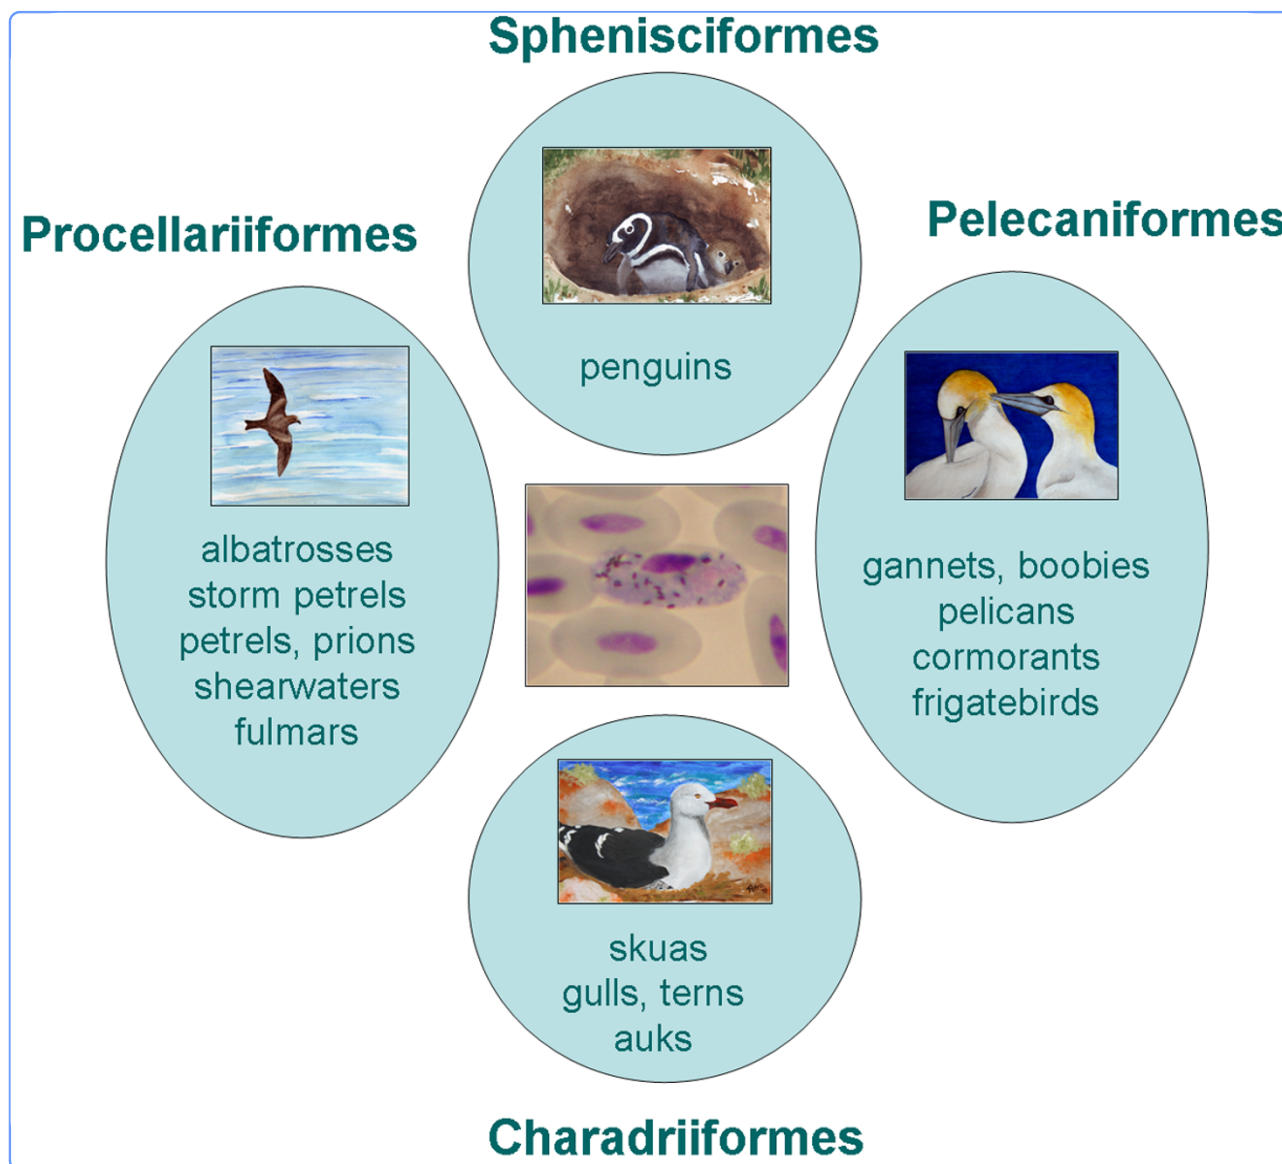 Sphenisciformes
Procellariiformes
Pelecaniformes
penguins
albatrosses
storm petrels
petrels, prions
shearwaters
fulmars
gannets, boobies
pelicans
cormorants
frigatebirds
skuas
gulls, terns
auks
Charadriiformes